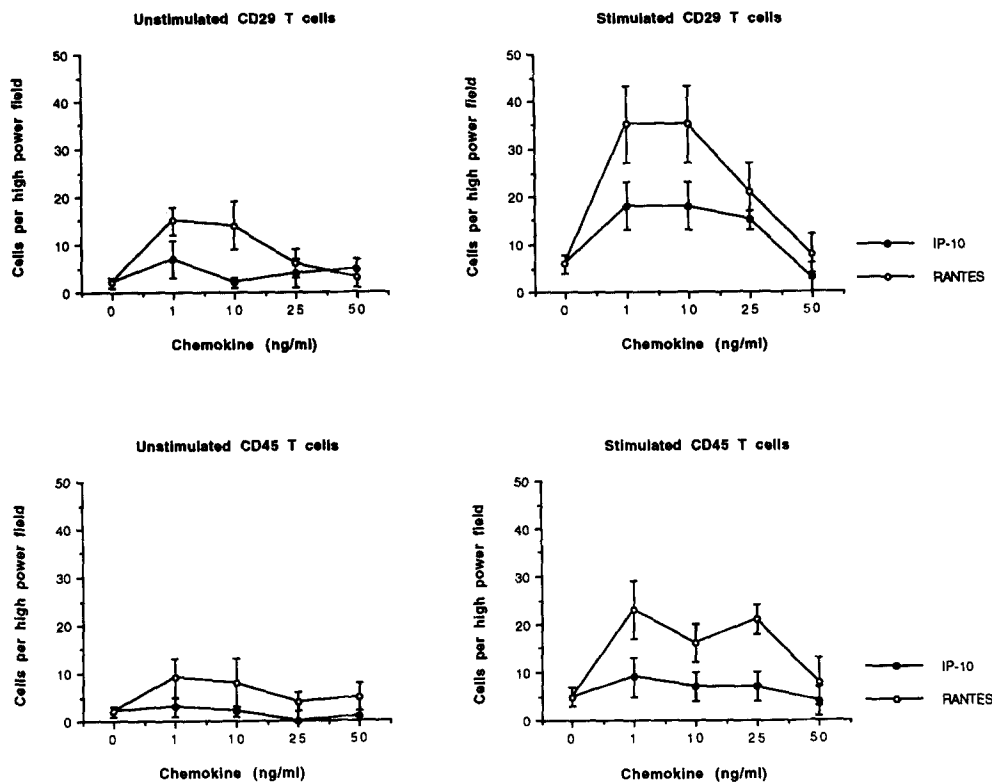 Unstimulated CD29 T cells
Cells per high power field
50
40
30
20
10
0
0 1 10 25 50
Chemokine (ng/ml)
Stimulated CD29 T cells
Cells per high power field
50
40
30
20
10
0
0 1 10 25 50
Chemokine (ng/ml)
IP-10
RANTES
Unstimulated CD45 T cells
Cells per high power field
50
40
30
20
10
0
0 1 10 25 50
Chemokine (ng/ml)
Stimulated CD45 T cells
Cells per high power field
50
40
30
20
10
0
0 1 10 25 50
Chemokine (ng/ml)
IP-10
RANTES